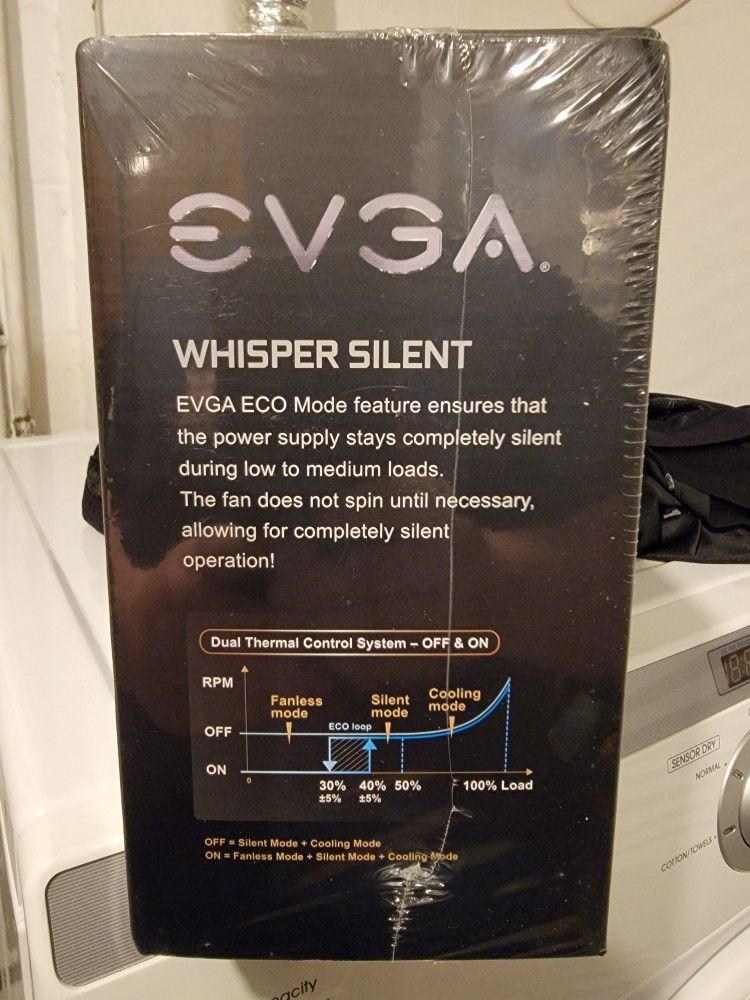 EVGA®
WHISPER SILENT
EVGA ECO Mode feature ensures that
the power supply stays completely silent
during low to medium loads.
The fan does not spin until necessary,
allowing for completely silent
operation!
Dual Thermal Control System – OFF & ON
RPM
Fanless mode
Silent mode
Cooling mode
OFF
ECO loop
ON
0
30% ±5%
40% ±5%
50%
100% Load
OFF = Silent Mode + Cooling Mode
ON = Fanless Mode + Silent Mode + Cooling Mode
SENSOR DRY
NORMAL
COTTON/TOWELS